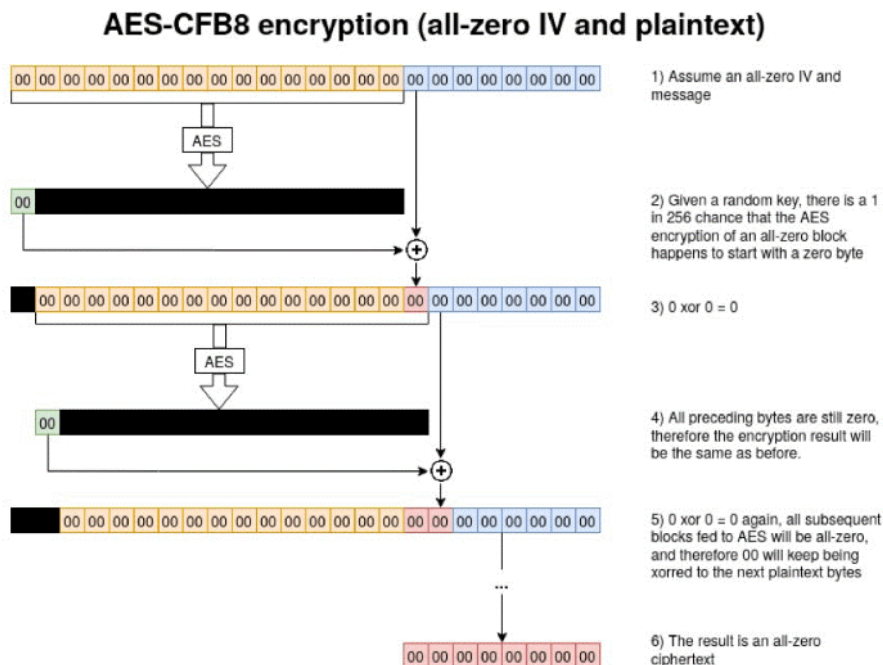 AES-CFB8 encryption (all-zero IV and plaintext)
00 00 00 00 00 00 00 00 00 00 00 00 00 00 00 00 00 00 00 00 00 00 00 00
1) Assume an all-zero IV and
message
AES
00
2) Given a random key, there is a 1
in 256 chance that the AES
encryption of an all-zero block
happens to start with a zero byte
+
00 00 00 00 00 00 00 00 00 00 00 00 00 00 00 00 00 00 00 00 00 00 00
3) 0 xor 0 = 0
AES
00
4) All preceding bytes are still zero,
therefore the encryption result will
be the same as before.
+
00 00 00 00 00 00 00 00 00 00 00 00 00 00 00 00 00 00 00 00 00 00
5) 0 xor 0 = 0 again, all subsequent
blocks fed to AES will be all-zero,
and therefore 00 will keep being
xorred to the next plaintext bytes
...
00 00 00 00 00 00 00 00
6) The result is an all-zero
ciphertext